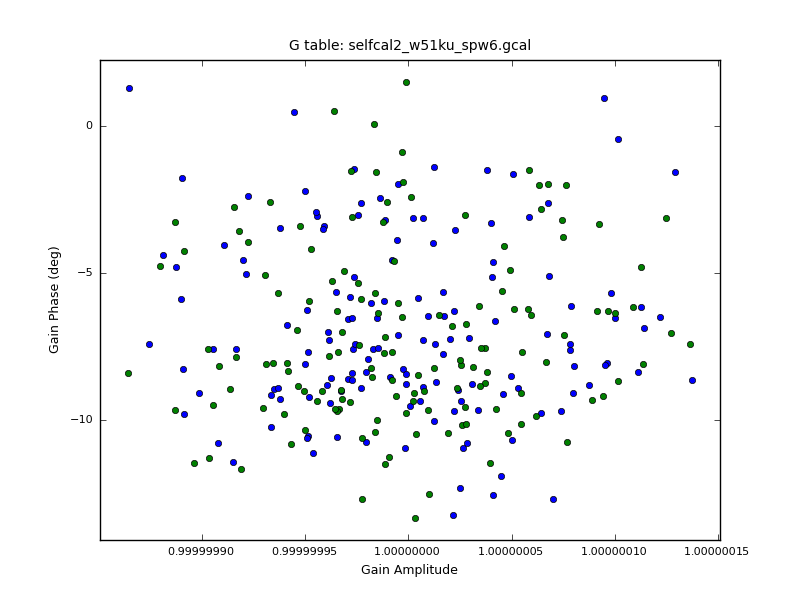 G table: selfcal2_w51ku_spw6.gcal
0
−5
−10
Gain Phase (deg)
0.99999990 0.99999995 1.00000000 1.00000005 1.00000010 1.00000015
Gain Amplitude